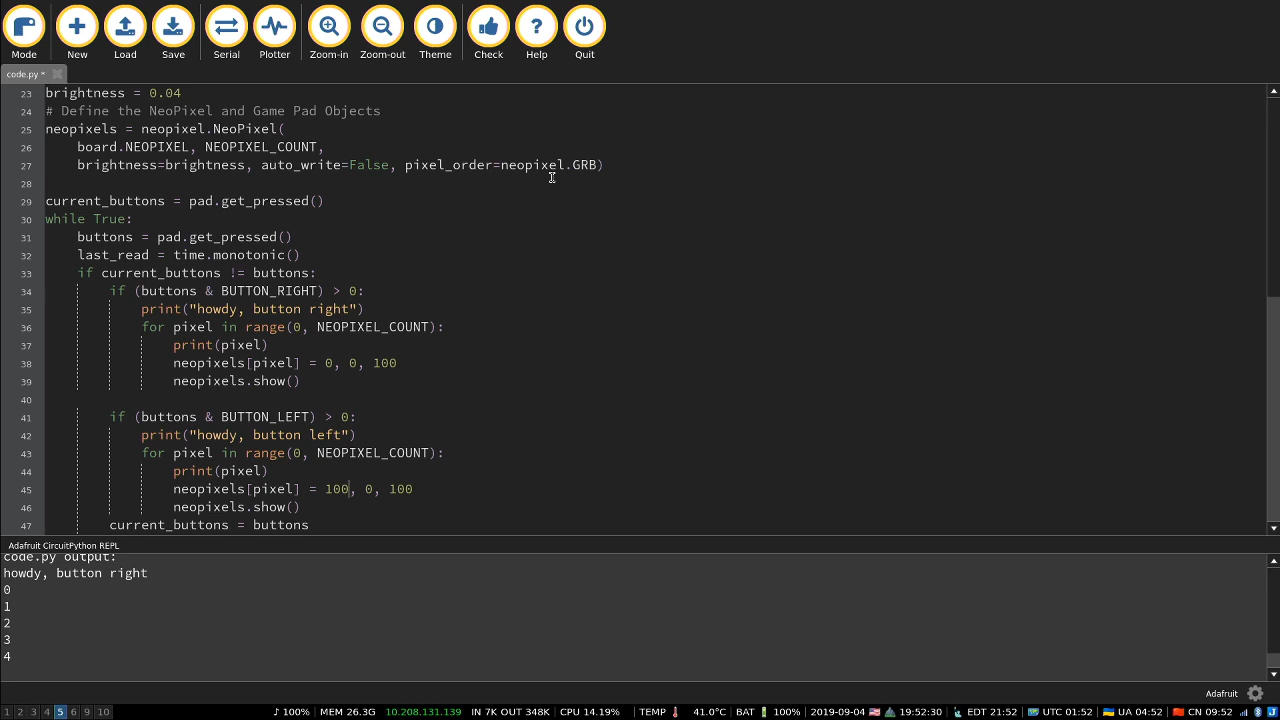 Mode New Load Save Serial Plotter Zoom-in Zoom-out Theme Check Help Quit
code.py *
23 brightness = 0.04
24 # Define the NeoPixel and Game Pad Objects
25 neopixels = neopixel.NeoPixel(
26     board.NEOPIXEL, NEOPIXEL_COUNT,
27     brightness=brightness, auto_write=False, pixel_order=neopixel.GRB)
28
29 current_buttons = pad.get_pressed()
30 while True:
31     buttons = pad.get_pressed()
32     last_read = time.monotonic()
33     if current_buttons != buttons:
34         if (buttons & BUTTON_RIGHT) > 0:
35             print("howdy, button right")
36             for pixel in range(0, NEOPIXEL_COUNT):
37                 print(pixel)
38                 neopixels[pixel] = 0, 0, 100
39                 neopixels.show()
40
41         if (buttons & BUTTON_LEFT) > 0:
42             print("howdy, button left")
43             for pixel in range(0, NEOPIXEL_COUNT):
44                 print(pixel)
45                 neopixels[pixel] = 100, 0, 100
46                 neopixels.show()
47         current_buttons = buttons
Adafruit CircuitPython REPL
code.py output:
howdy, button right
0
1
2
3
4
Adafruit
1 2 3 4 5 6 9 10 ♪ 100% MEM 26.3G 10.208.131.139 IN 7K OUT 348K CPU 14.19% TEMP 41.0°C BAT 100% 2019-09-04 19:52:30 EDT 21:52 UTC 01:52 UA 04:52 CN 09:52